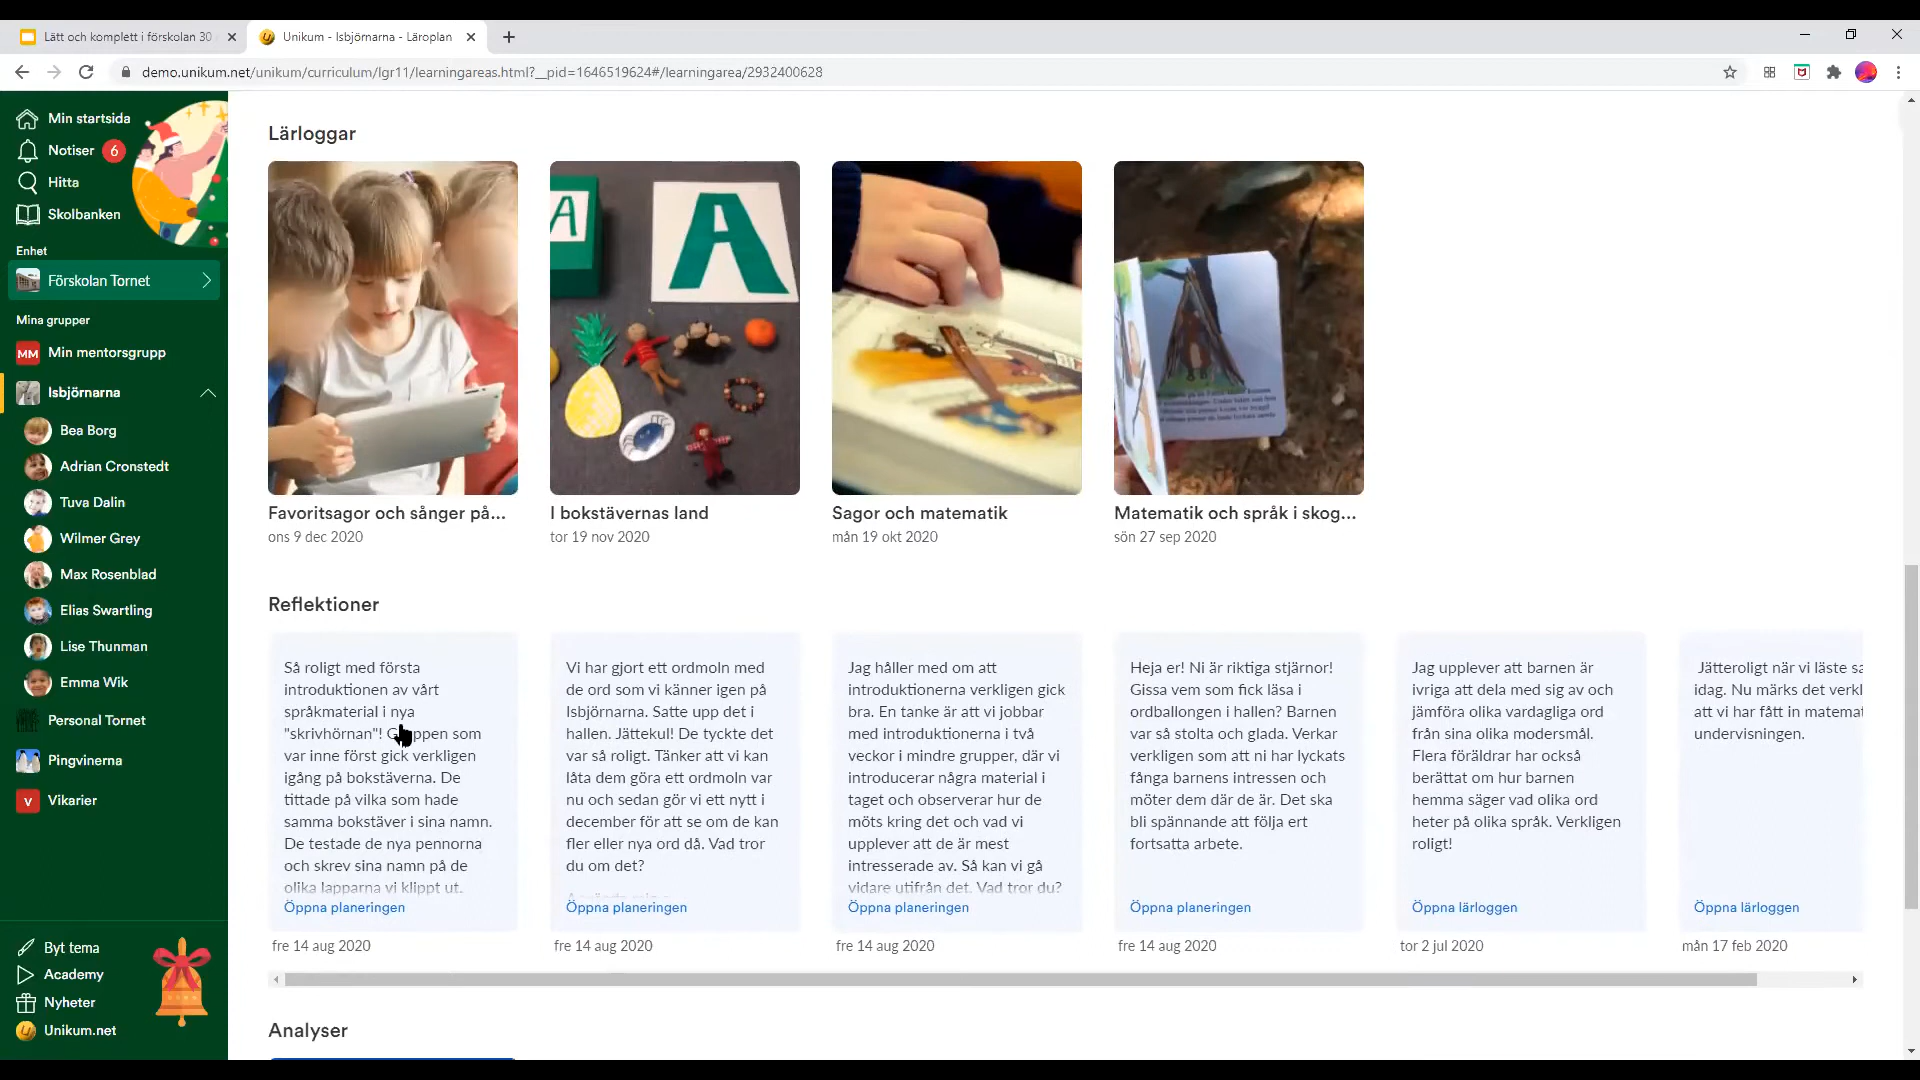 Lätt och komplett i förskolan 30
Unikum - Isbjörnarna - Läroplan
demo.unikum.net/unikum/curriculum/lgr11/learningareas.html?__pid=1646519624#/learningarea/2932400628
Min startsida
Notiser 6
Hitta
Skolbanken
Enhet
Förskolan Tornet
Mina grupper
MM Min mentorsgrupp
Isbjörnarna
Bea Borg
Adrian Cronstedt
Tuva Dalin
Wilmer Grey
Max Rosenblad
Elias Swartling
Lise Thunman
Emma Wik
Personal Tornet
Pingvinerna
V Vikarier
Byt tema
Academy
Nyheter
Unikum.net
Lärloggar
A
A
Favoritsagor och sånger på...
ons 9 dec 2020
I bokstävernas land
tor 19 nov 2020
Sagor och matematik
mån 19 okt 2020
Matematik och språk i skog...
sön 27 sep 2020
Reflektioner
Så roligt med första
introduktionen av vårt
språkmaterial i nya
"skrivhörnan"! Gruppen som
var inne först gick verkligen
igång på bokstäverna. De
tittade på vilka som hade
samma bokstäver i sina namn.
De testade de nya pennorna
och skrev sina namn på de
olika lapparna vi klippt ut.
Öppna planeringen
fre 14 aug 2020
Vi har gjort ett ordmoln med
de ord som vi känner igen på
Isbjörnarna. Satte upp det i
hallen. Jättekul! De tyckte det
var så roligt. Tänker att vi kan
låta dem göra ett ordmoln var
nu och sedan gör vi ett nytt i
december för att se om de kan
fler eller nya ord då. Vad tror
du om det?
Öppna planeringen
fre 14 aug 2020
Jag håller med om att
introduktionerna verkligen gick
bra. En tanke är att vi jobbar
med introduktionerna i två
veckor i mindre grupper, där vi
introducerar några material i
taget och observerar hur de
möts kring det och vad vi
upplever att de är mest
intresserade av. Så kan vi gå
vidare utifrån det. Vad tror du?
Öppna planeringen
fre 14 aug 2020
Heja er! Ni är riktiga stjärnor!
Gissa vem som fick läsa i
ordballongen i hallen? Barnen
var så stolta och glada. Verkar
verkligen som att ni har lyckats
fånga barnens intressen och
möter dem där de är. Det ska
bli spännande att följa ert
fortsatta arbete.
Öppna planeringen
fre 14 aug 2020
Jag upplever att barnen är
ivriga att dela med sig av och
jämföra olika vardagliga ord
från sina olika modersmål.
Flera föräldrar har också
berättat om hur barnen
hemma säger vad olika ord
heter på olika språk. Verkligen
roligt!
Öppna lärloggen
tor 2 jul 2020
Jätteroligt när vi läste sa
idag. Nu märks det verkl
att vi har fått in matemat
undervisningen.
Öppna lärloggen
mån 17 feb 2020
Analyser